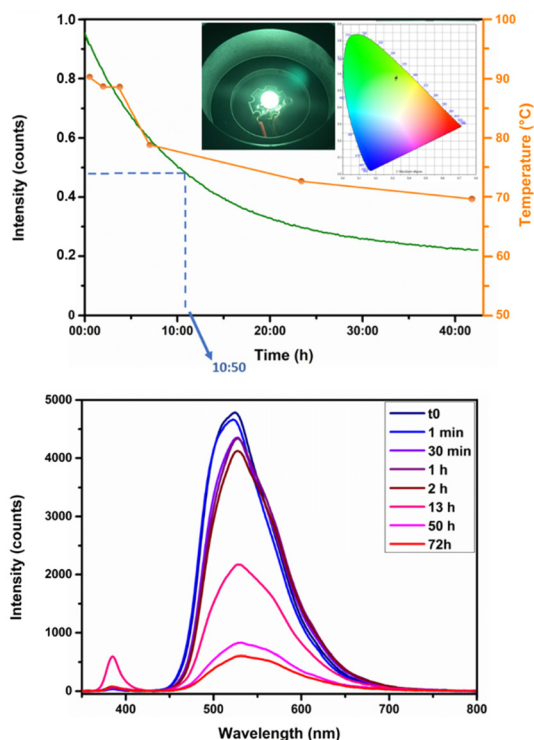 1.0
0.8
0.6
0.4
0.2
0
Intensity (counts)
100
90
80
70
60
50
Temperature (°C)
00:00 10:00 20:00 30:00 40:00
Time (h)
10:50
5000
4000
3000
2000
1000
0
Intensity (counts)
t0
1 min
30 min
1 h
2 h
13 h
50 h
72h
400 500 600 700 800
Wavelength (nm)